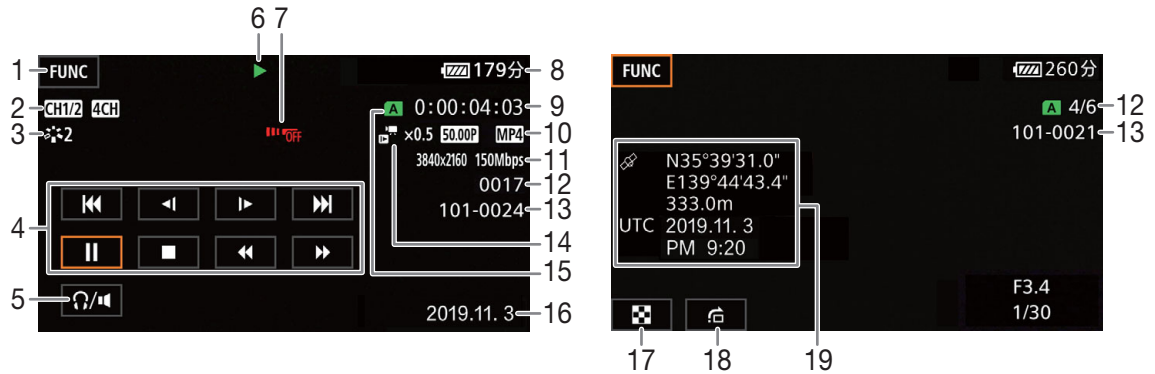 6 7
1 FUNC 179分 8
2 CH1/2 4CH A 0:00:04:03 9
3 2 OFF ×0.5 50.00P MP4 10
3840x2160 150Mbps 11
0017 12
4 101-0024 13
14
15
5
2019.11. 3 16
FUNC 260分
A 4/6 12
101-0021 13
N35°39'31.0"
E139°44'43.4"
333.0m
UTC 2019.11. 3
PM 9:20
F3.4
1/30
17 18 19